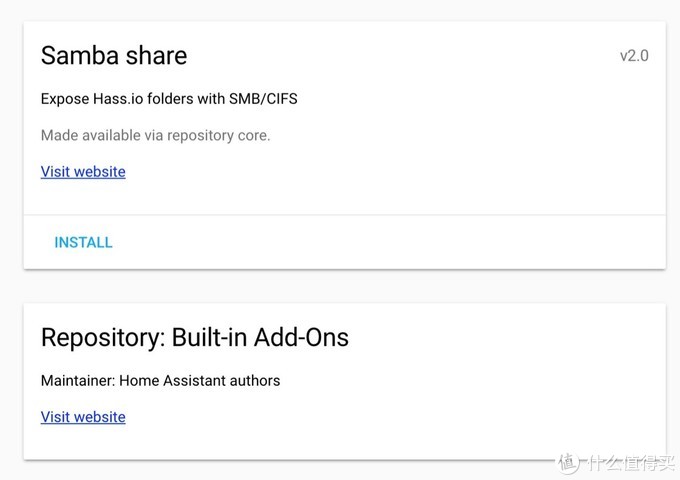 Samba share
v2.0
Expose Hass.io folders with SMB/CIFS
Made available via repository core.
Visit website
INSTALL
Repository: Built-in Add-Ons
Maintainer: Home Assistant authors
Visit website
值 什么值得买